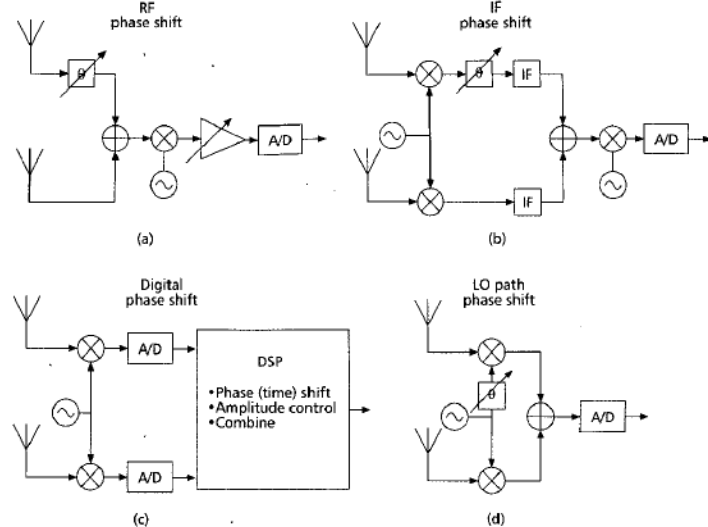 RF
phase shift
θ
A/D
(a)
IF
phase shift
θ
IF
A/D
IF
(b)
Digital
phase shift
A/D
DSP
•Phase (time) shift
•Amplitude control
•Combine
A/D
(c)
LO path
phase shift
θ
A/D
(d)